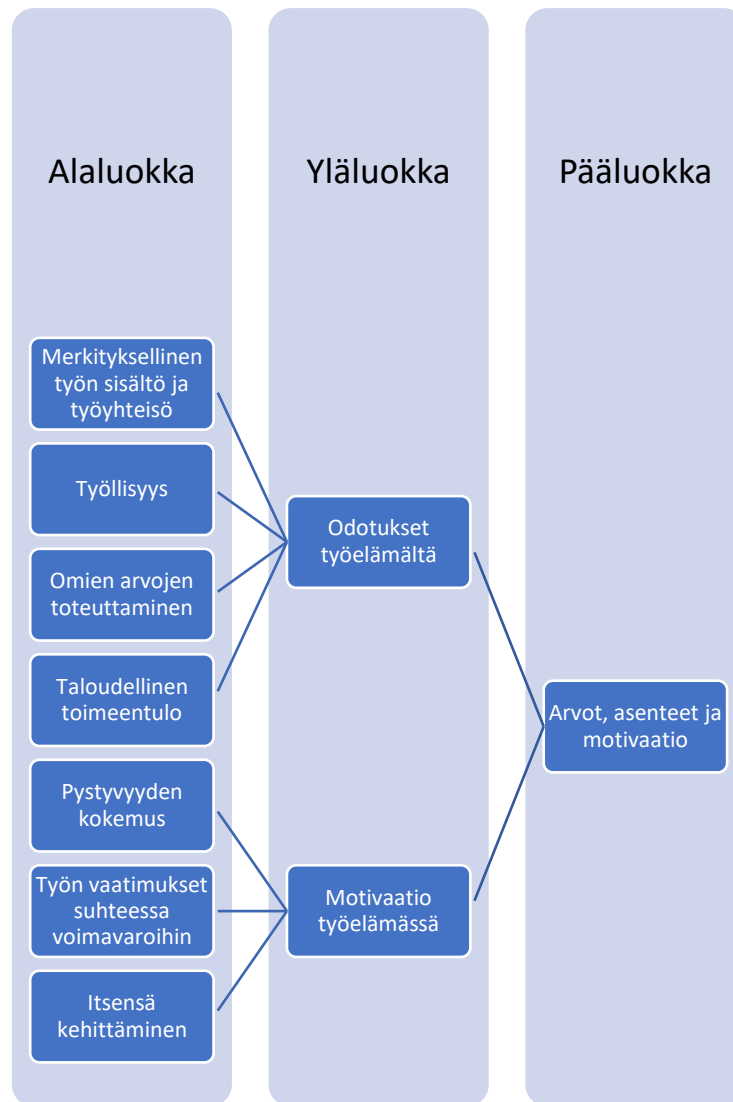 Alaluokka
Yläluokka
Pääluokka
Merkityksellinen
työn sisältö ja
työyhteisö
Työllisyys
Omien arvojen
toteuttaminen
Taloudellinen
toimeentulo
Pystyvyyden
kokemus
Työn vaatimukset
suhteessa
voimavaroihin
Itsensä
kehittäminen
Odotukset
työelämältä
Motivaatio
työelämässä
Arvot, asenteet ja
motivaatio